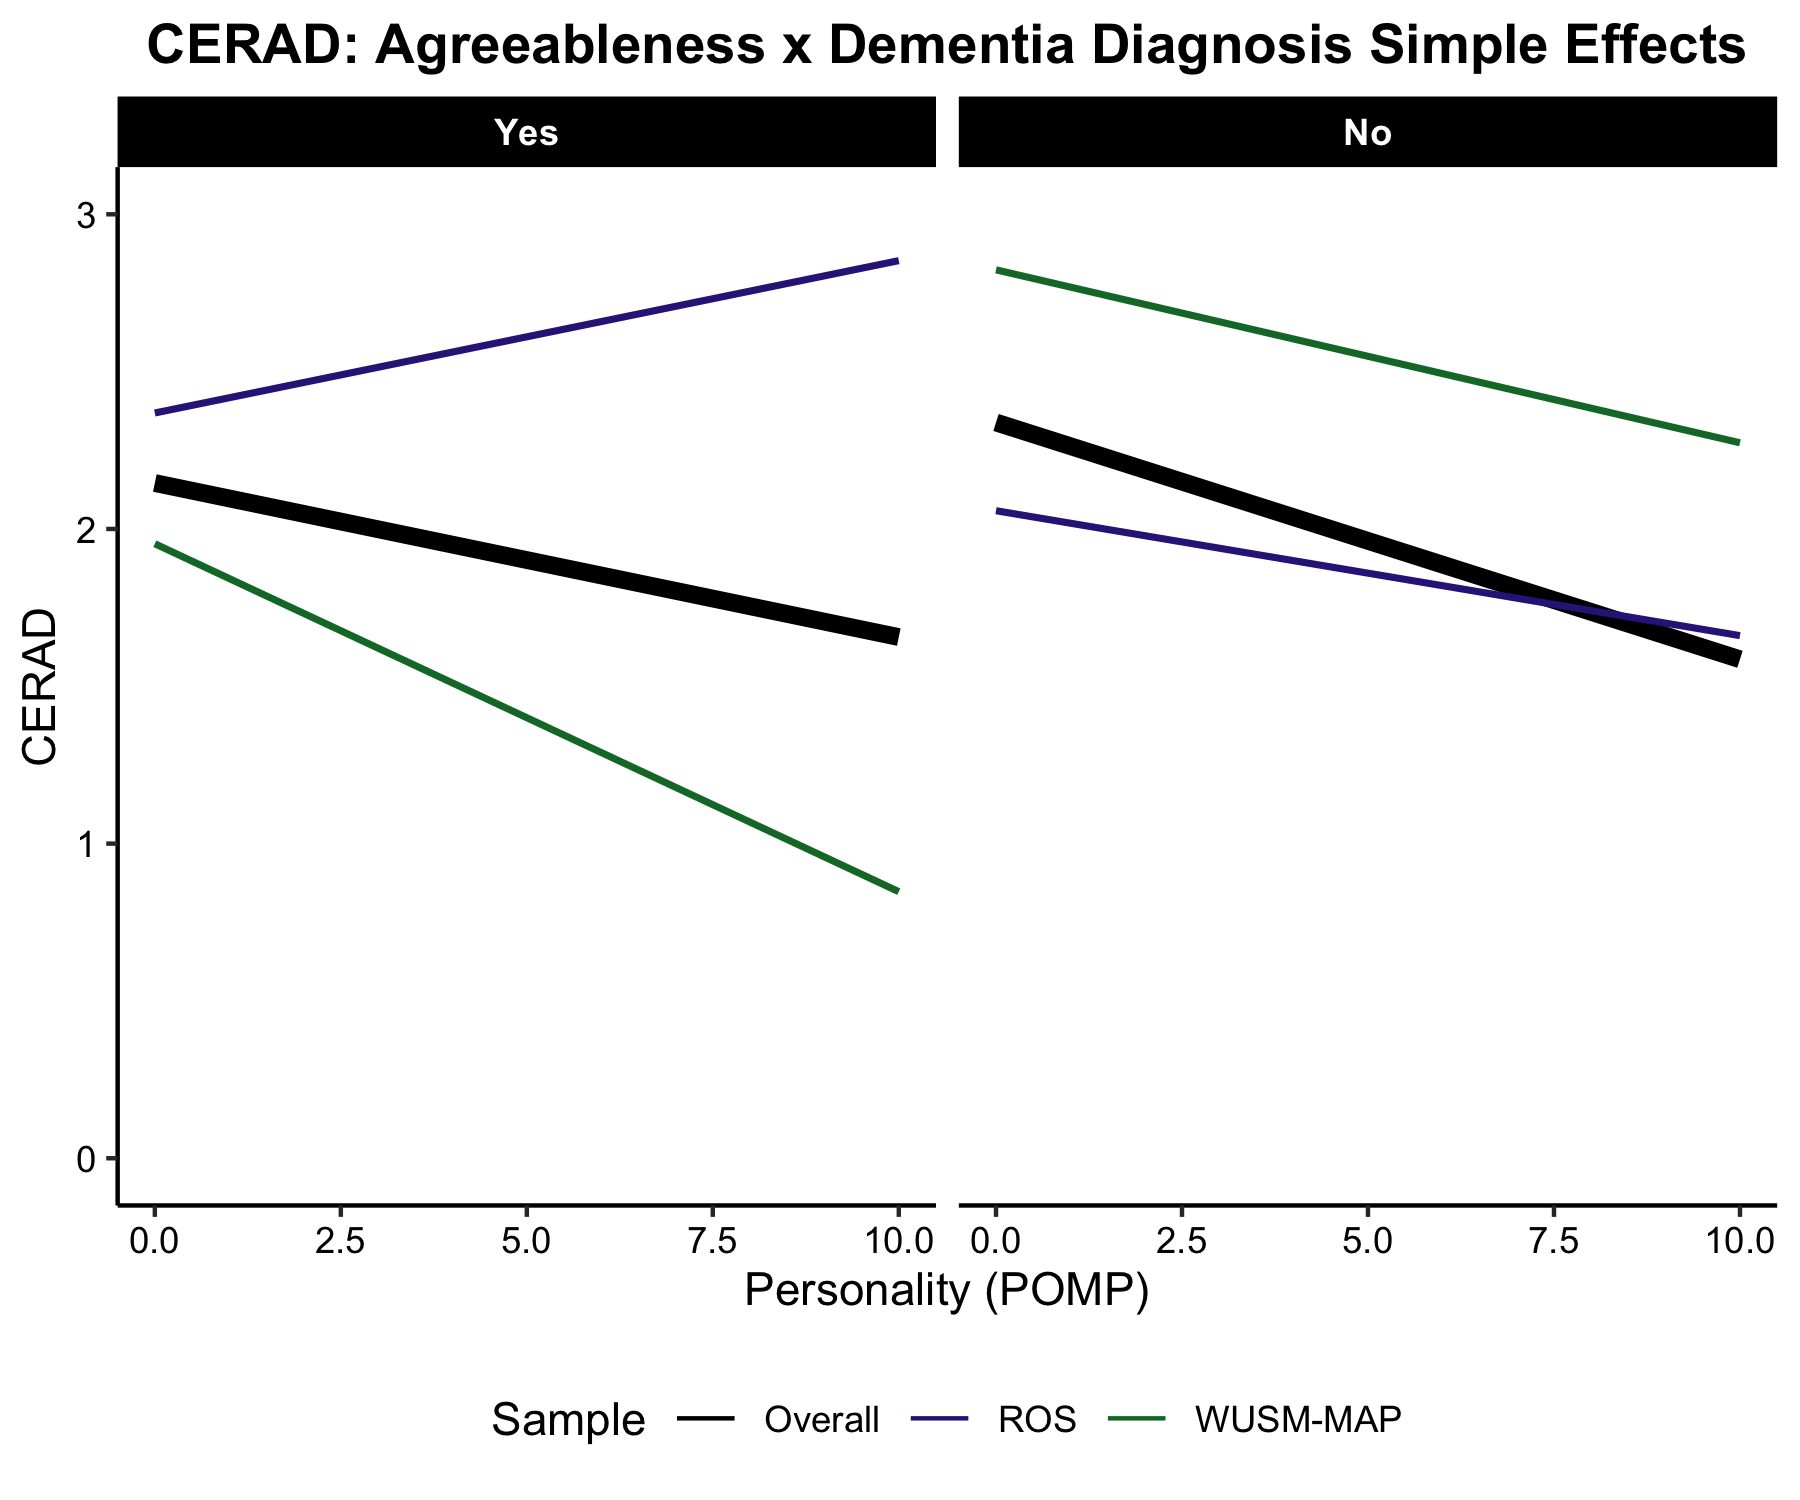 CERAD: Agreeableness x Dementia Diagnosis Simple Effects
Yes
No
CERAD
3
2
1
0
0.0 2.5 5.0 7.5 10.0
0.0 2.5 5.0 7.5 10.0
Personality (POMP)
Sample Overall ROS WUSM-MAP